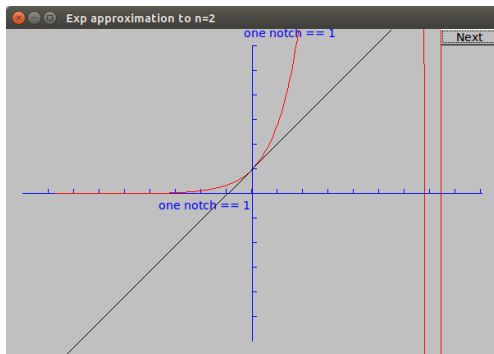 Exp approximation to n=2
one notch == 1
Next
one notch == 1